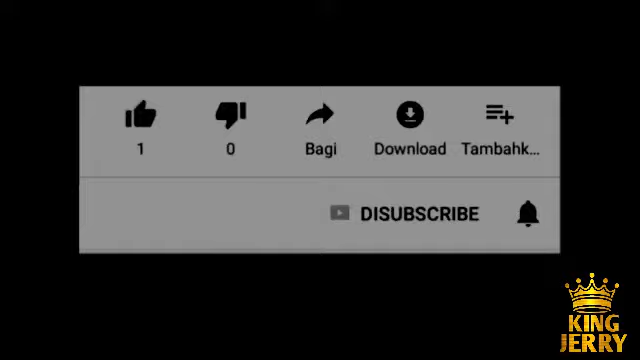 1
0
Bagi
Download
Tambahk...
DISUBSCRIBE
KING
JERRY